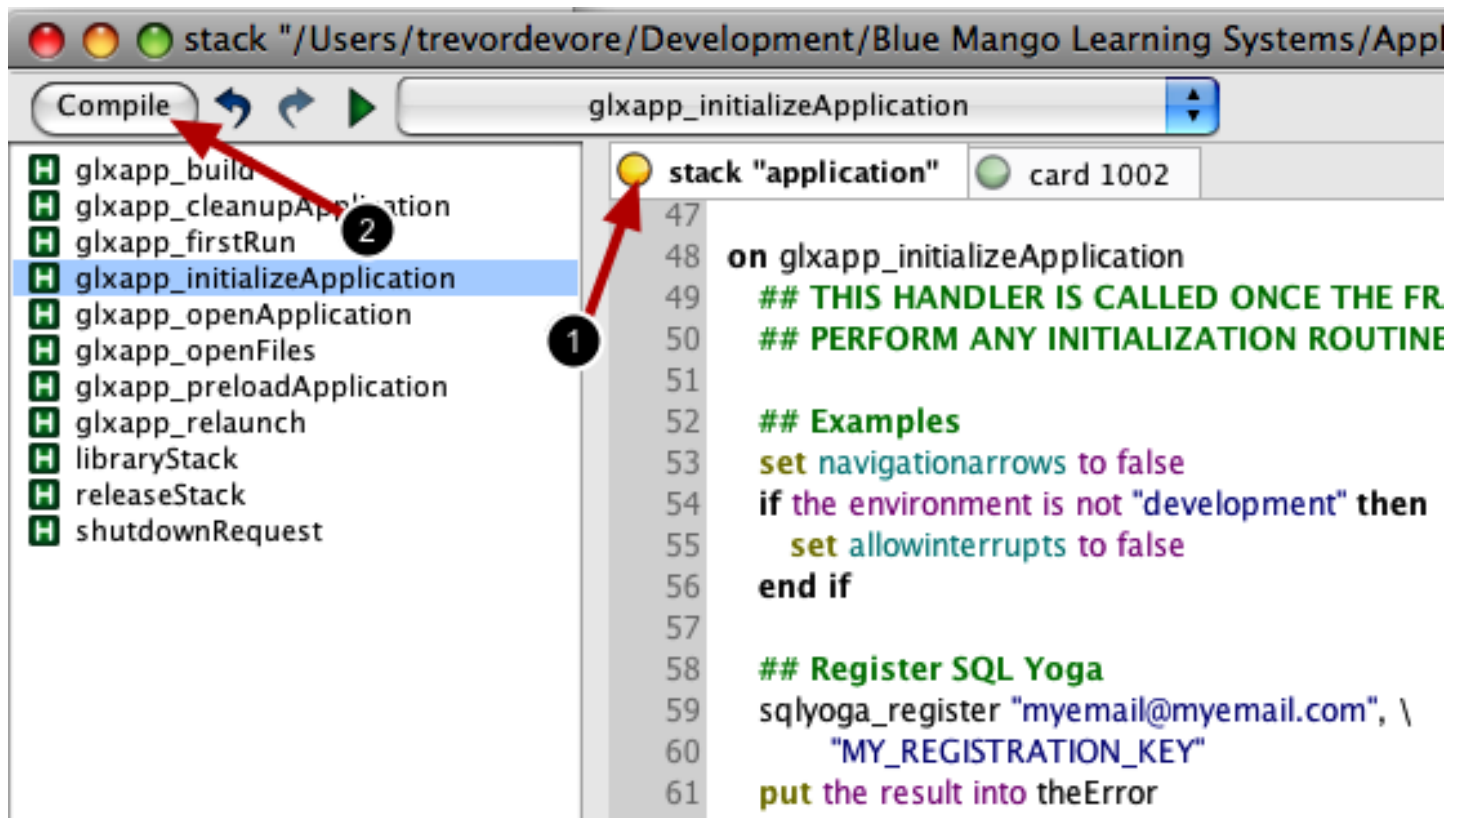 stack "/Users/trevordevore/Development/Blue Mango Learning Systems/Appl
Compile
glxapp_initializeApplication
H glxapp_build
H glxapp_cleanupApplication
H glxapp_firstRun
H glxapp_initializeApplication
H glxapp_openApplication
H glxapp_openFiles
H glxapp_preloadApplication
H glxapp_relaunch
H libraryStack
H releaseStack
H shutdownRequest
2
1
stack "application"
card 1002
47
48 on glxapp_initializeApplication
49 ## THIS HANDLER IS CALLED ONCE THE FR
50 ## PERFORM ANY INITIALIZATION ROUTINE
51
52 ## Examples
53 set navigationarrows to false
54 if the environment is not "development" then
55 set allowinterrupts to false
56 end if
57
58 ## Register SQL Yoga
59 sqlyoga_register "myemail@myemail.com", \
60 "MY_REGISTRATION_KEY"
61 put the result into theError